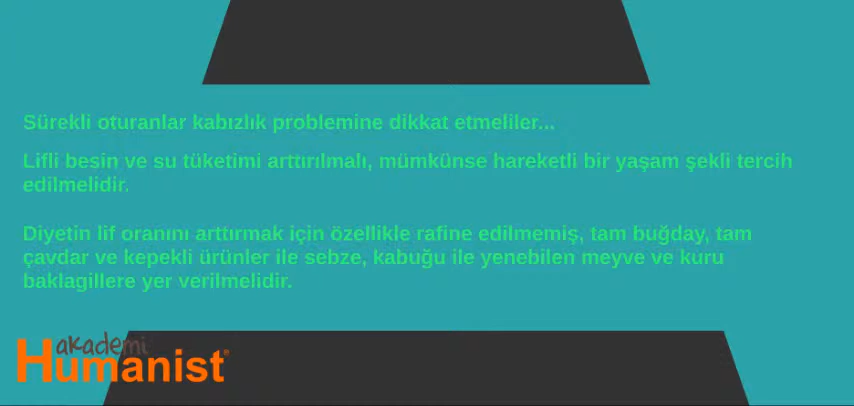 Sürekli oturanlar kabızlık problemine dikkat etmeliler...
Lifli besin ve su tüketimi arttırılmalı, mümkünse hareketli bir yaşam şekli tercih
edilmelidir.
Diyetin lif oranını arttırmak için özellikle rafine edilmemiş, tam buğday, tam
çavdar ve kepekli ürünler ile sebze, kabuğu ile yenebilen meyve ve kuru
baklagillere yer verilmelidir.
akademi
Humanist®